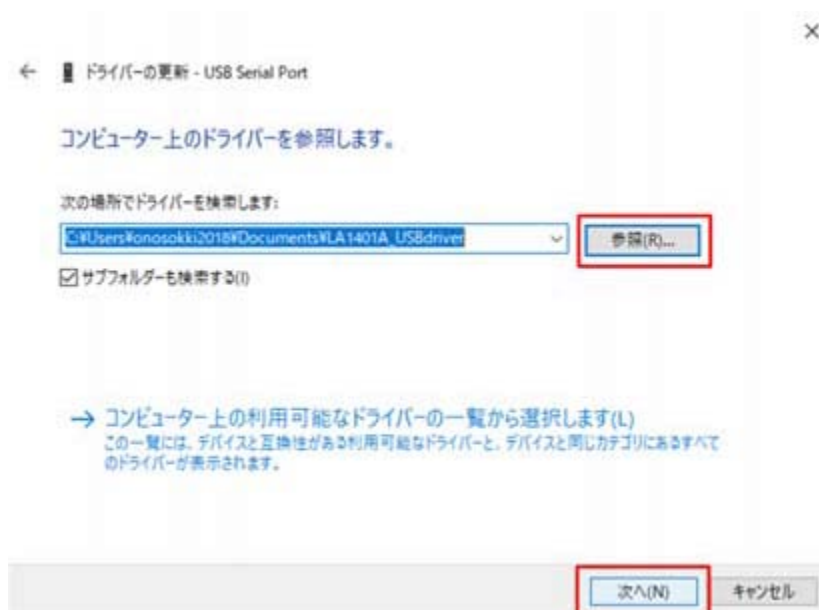 ドライバーの更新 - USB Serial Port
コンピューター上のドライバーを参照します。
次の場所でドライバーを検索します:
C:¥Users¥onosokki2018¥Documents¥LA1401A_USBdriver
参照(R)...
サブフォルダーも検索する(I)
→ コンピューター上の利用可能なドライバーの一覧から選択します(L)
この一覧には、デバイスと互換性がある利用可能なドライバーと、デバイスと同じカテゴリにあるすべて
のドライバーが表示されます。
次へ(N)
キャンセル